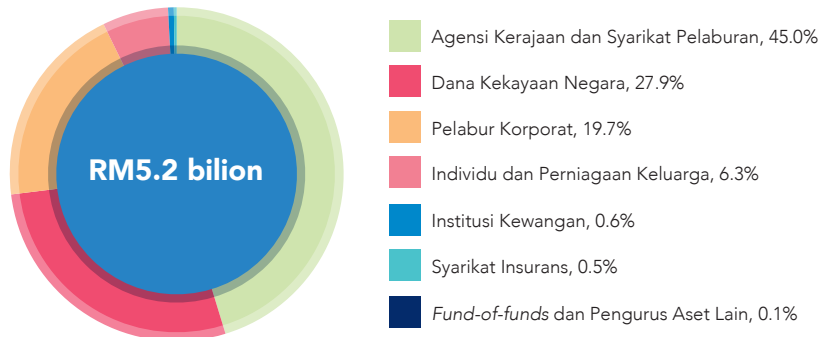 RM5.2 bilion
Agensi Kerajaan dan Syarikat Pelaburan, 45.0%
Dana Kekayaan Negara, 27.9%
Pelabur Korporat, 19.7%
Individu dan Perniagaan Keluarga, 6.3%
Institusi Kewangan, 0.6%
Syarikat Insurans, 0.5%
Fund-of-funds dan Pengurus Aset Lain, 0.1%